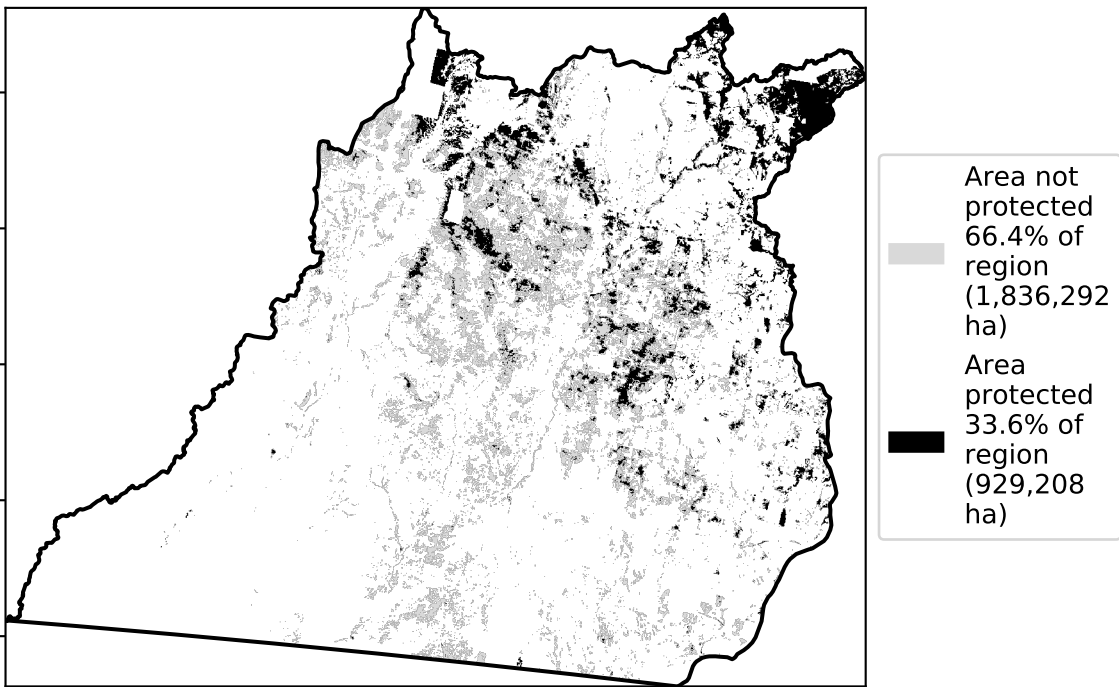 Area not
protected
66.4% of
region
(1,836,292
ha)
Area
protected
33.6% of
region
(929,208
ha)